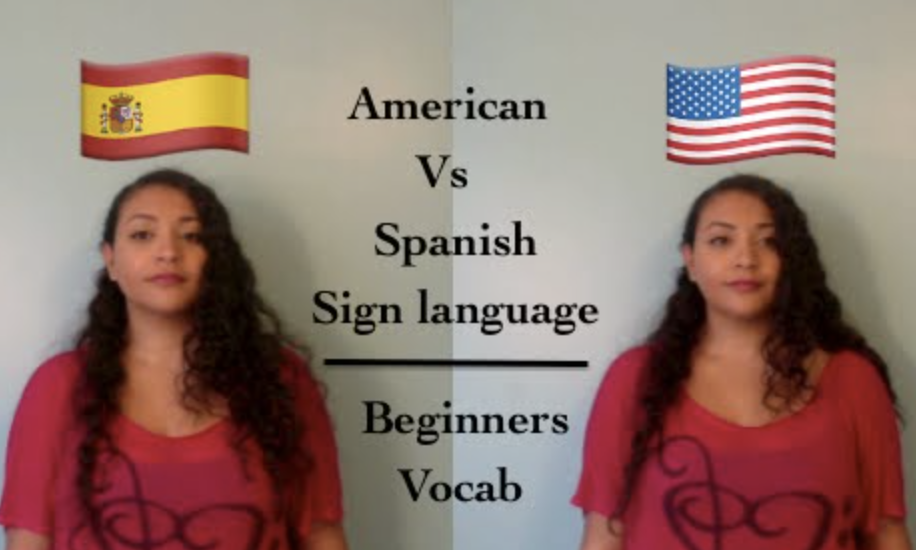 American
Vs
Spanish
Sign language
Beginners
Vocab